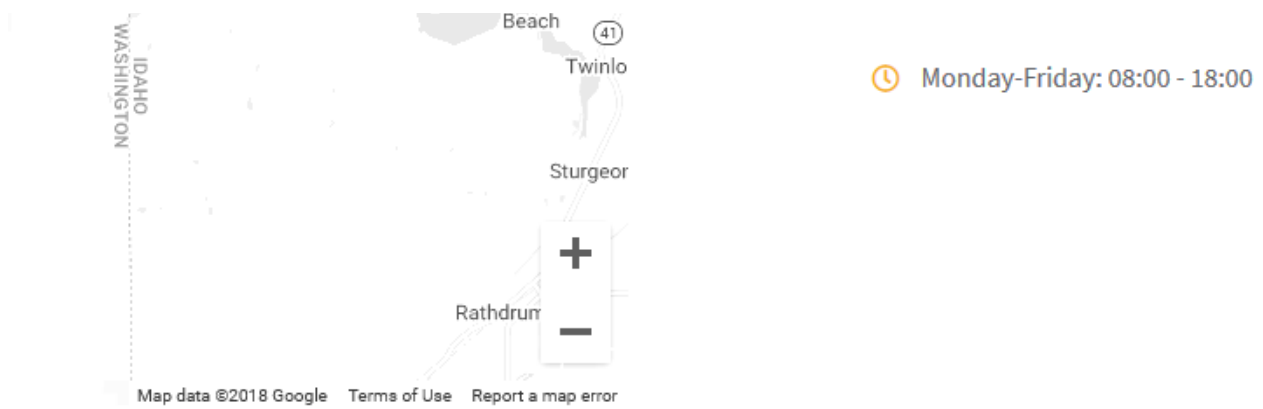 Beach
41
Twinlo
IDAHO
WASHINGTON
Sturgeor
Rathdrum
Monday-Friday: 08:00 - 18:00
Map data ©2018 Google Terms of Use Report a map error